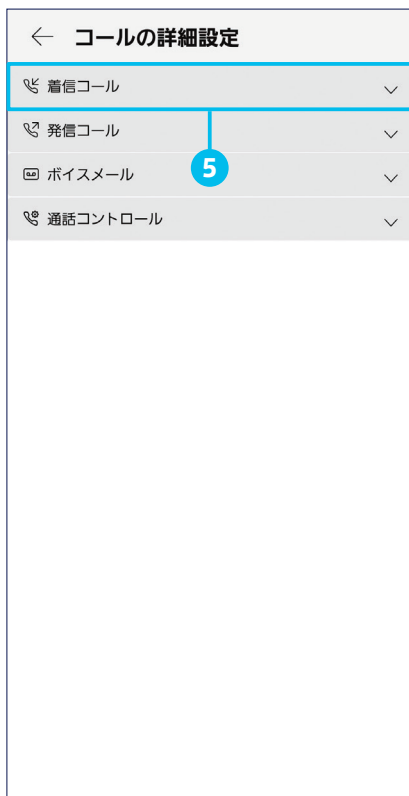 コールの詳細設定
着信コール
発信コール
ボイスメール
5
通話コントロール